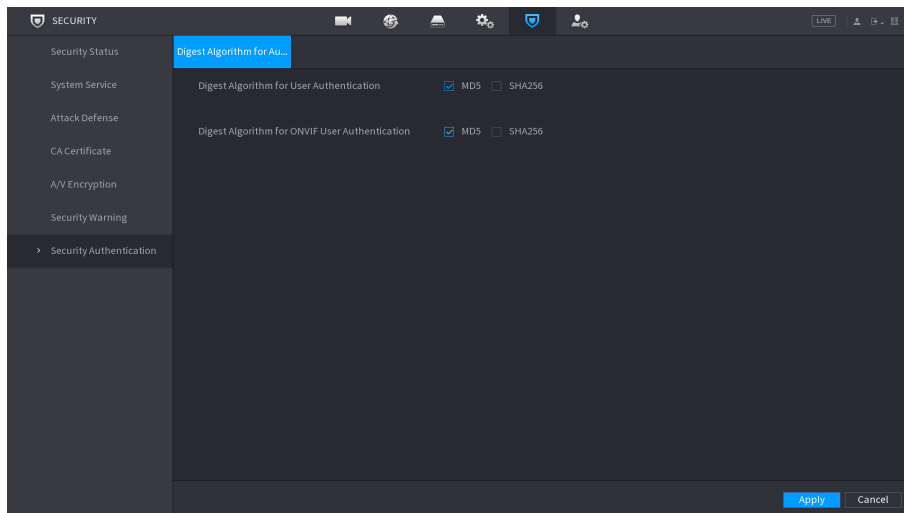 SECURITY
LIVE
Security Status
System Service
Attack Defense
CA Certificate
A/V Encryption
Security Warning
Security Authentication
Digest Algorithm for Au...
Digest Algorithm for User Authentication MD5 SHA256
Digest Algorithm for ONVIF User Authentication MD5 SHA256
Apply Cancel